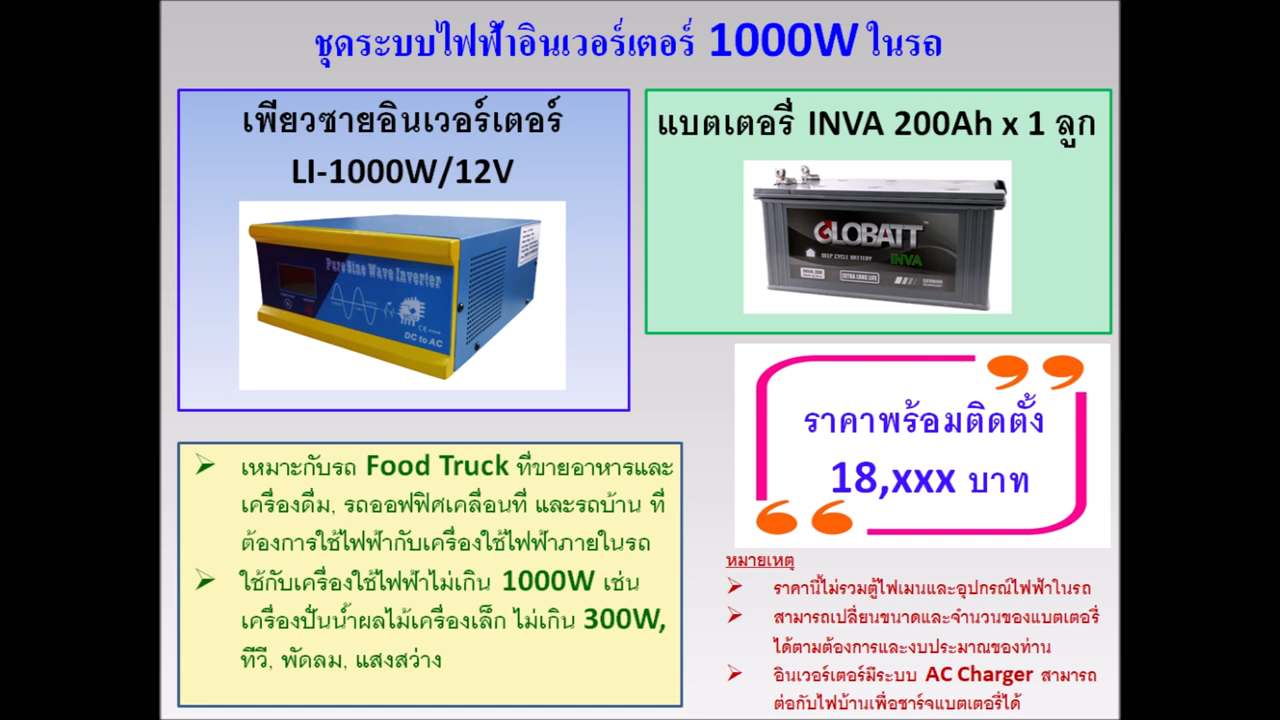 ชุดระบบไฟฟ้าอินเวอร์เตอร์ 1000W ในรถ
เพียวซายอินเวอร์เตอร์
LI-1000W/12V
Pure Sine Wave Inverter
DC to AC
แบตเตอรี่ INVA 200Ah x 1 ลูก
GLOBATT
DEEP CYCLE BATTERY
INVA
INVA 200
EXTRA LONG LIFE
GERMAN
ราคาพร้อมติดตั้ง
18,xxx บาท
เหมาะกับรถ Food Truck ที่ขายอาหารและ
เครื่องดื่ม, รถออฟฟิศเคลื่อนที่ และรถบ้าน ที่
ต้องการใช้ไฟฟ้ากับเครื่องใช้ไฟฟ้าภายในรถ
ใช้กับเครื่องใช้ไฟฟ้าไม่เกิน 1000W เช่น
เครื่องปั่นน้ำผลไม้เครื่องเล็ก ไม่เกิน 300W,
ทีวี, พัดลม, แสงสว่าง
หมายเหตุ
ราคานี้ไม่รวมตู้ไฟเมนและอุปกรณ์ไฟฟ้าในรถ
สามารถเปลี่ยนขนาดและจำนวนของแบตเตอรี่
ได้ตามต้องการและงบประมาณของท่าน
อินเวอร์เตอร์มีระบบ AC Charger สามารถ
ต่อกับไฟบ้านเพื่อชาร์จแบตเตอรี่ได้